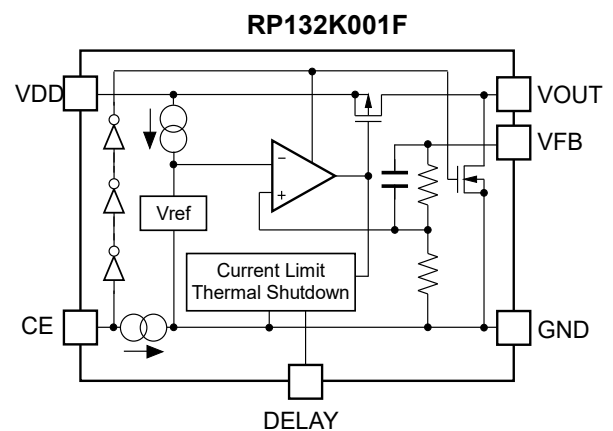 RP132K001F
VDD
VOUT
VFB
−
+
Vref
Current Limit
Thermal Shutdown
CE
GND
DELAY